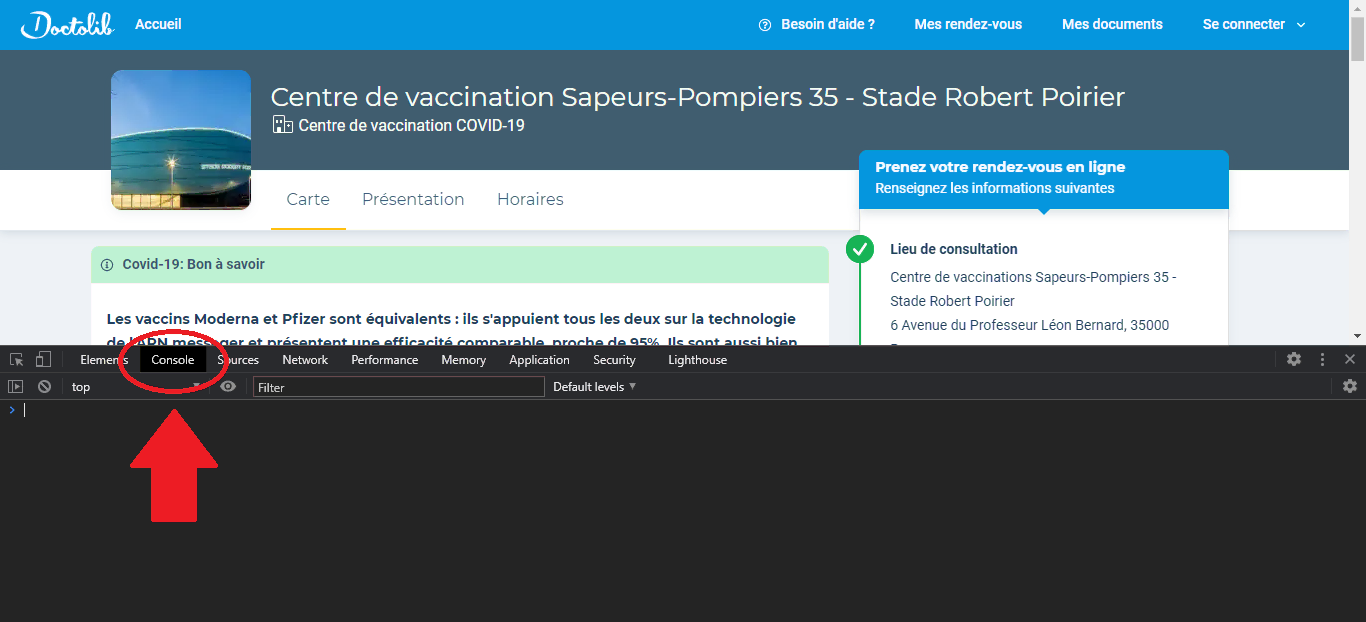 Doctolib Accueil Besoin d'aide ? Mes rendez-vous Mes documents Se connecter
Centre de vaccination Sapeurs-Pompiers 35 - Stade Robert Poirier
Centre de vaccination COVID-19
Carte Présentation Horaires
Prenez votre rendez-vous en ligne
Renseignez les informations suivantes
Covid-19: Bon à savoir
Les vaccins Moderna et Pfizer sont équivalents : ils s'appuient tous les deux sur la technologie
de l'ARN messager et présentent une efficacité comparable, proche de 95%. Ils sont aussi bien
Lieu de consultation
Centre de vaccinations Sapeurs-Pompiers 35 -
Stade Robert Poirier
6 Avenue du Professeur Léon Bernard, 35000
Elements Console Sources Network Performance Memory Application Security Lighthouse
top Filter Default levels